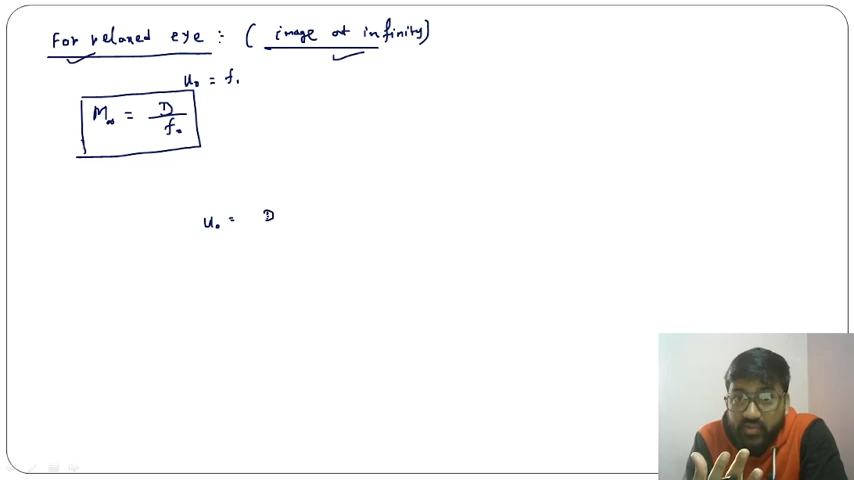 For relaxed eye : (image at infinity)
u₀ = f₀
M∞ = D / f₀
u₀ = D